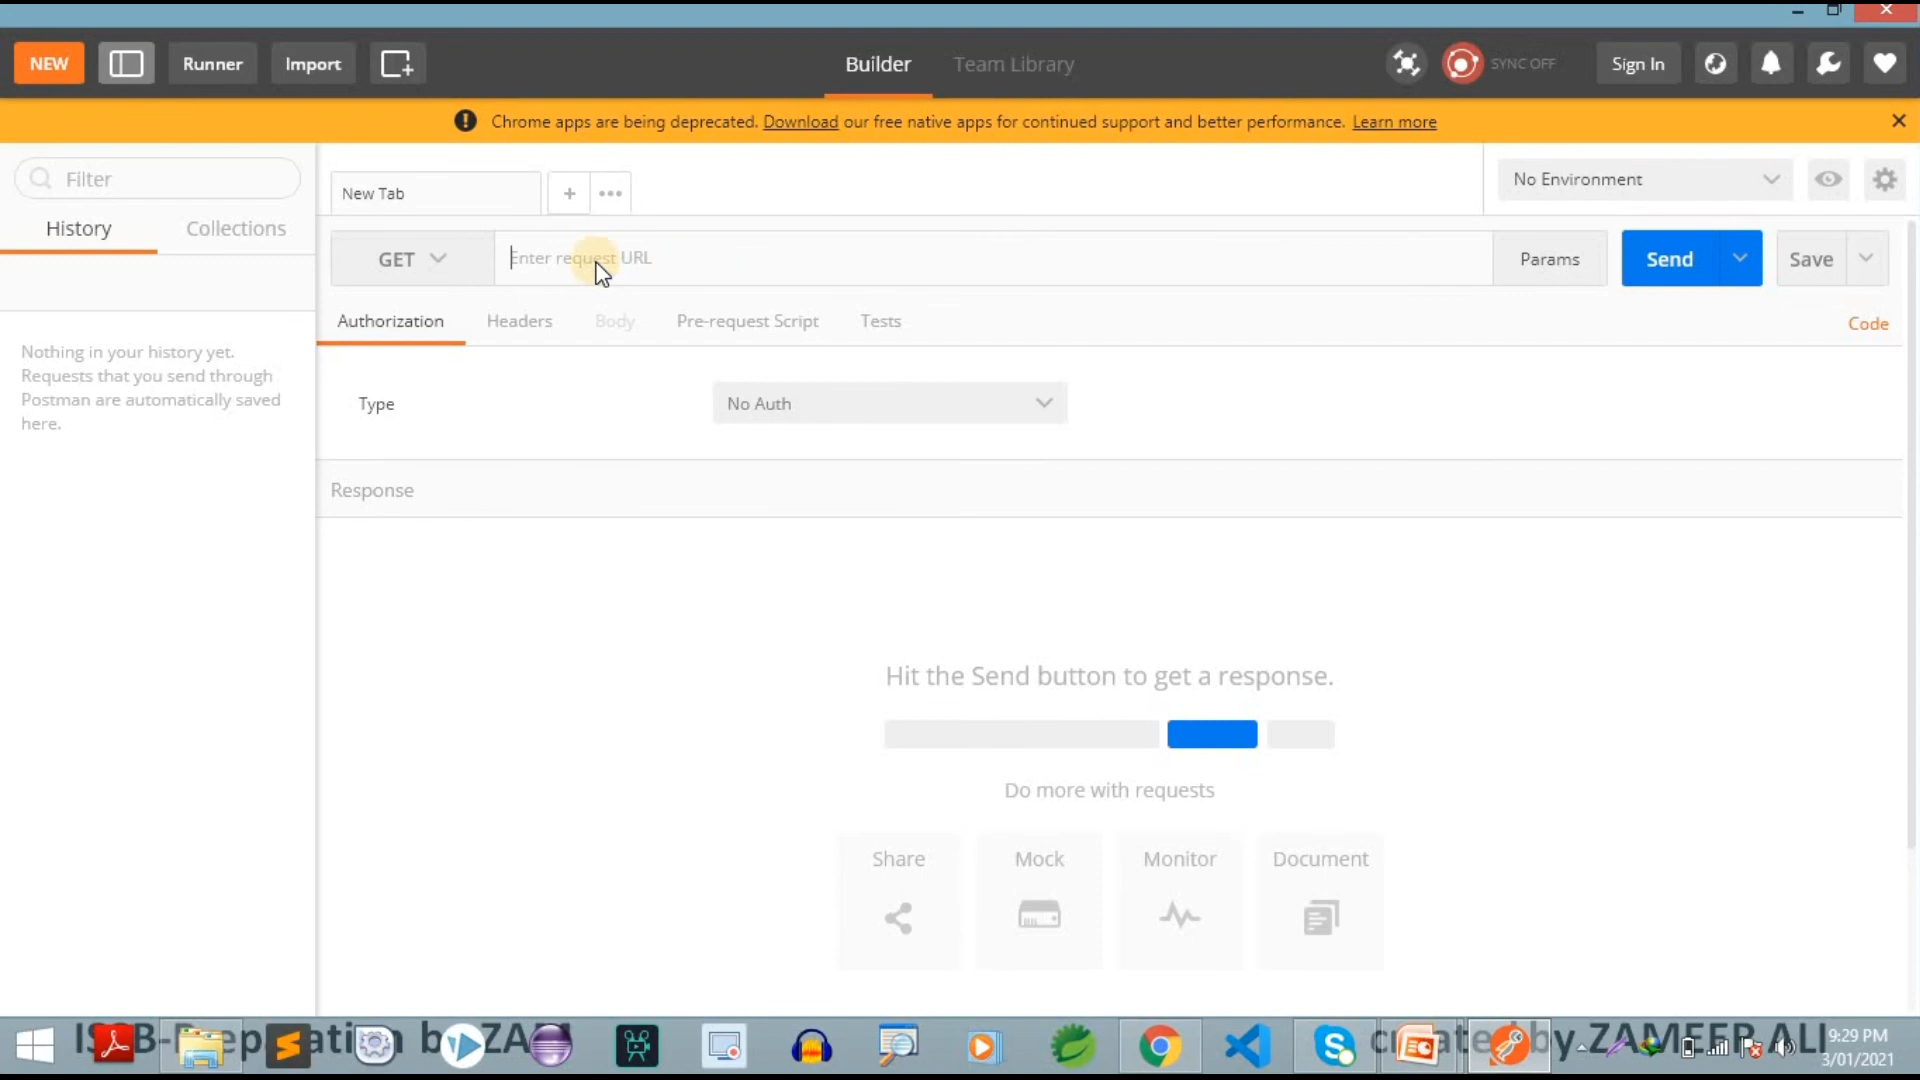 NEW
Runner
Import
Builder
Team Library
SYNC OFF
Sign In
Chrome apps are being deprecated. Download our free native apps for continued support and better performance. Learn more
Filter
New Tab
No Environment
History
Collections
GET
Enter request URL
Params
Send
Save
Authorization
Headers
Body
Pre-request Script
Tests
Code
Nothing in your history yet.
Requests that you send through
Postman are automatically saved
here.
Type
No Auth
Response
Hit the Send button to get a response.
Do more with requests
Share
Mock
Monitor
Document
created by ZAMEER ALI
9:29 PM
3/01/2021